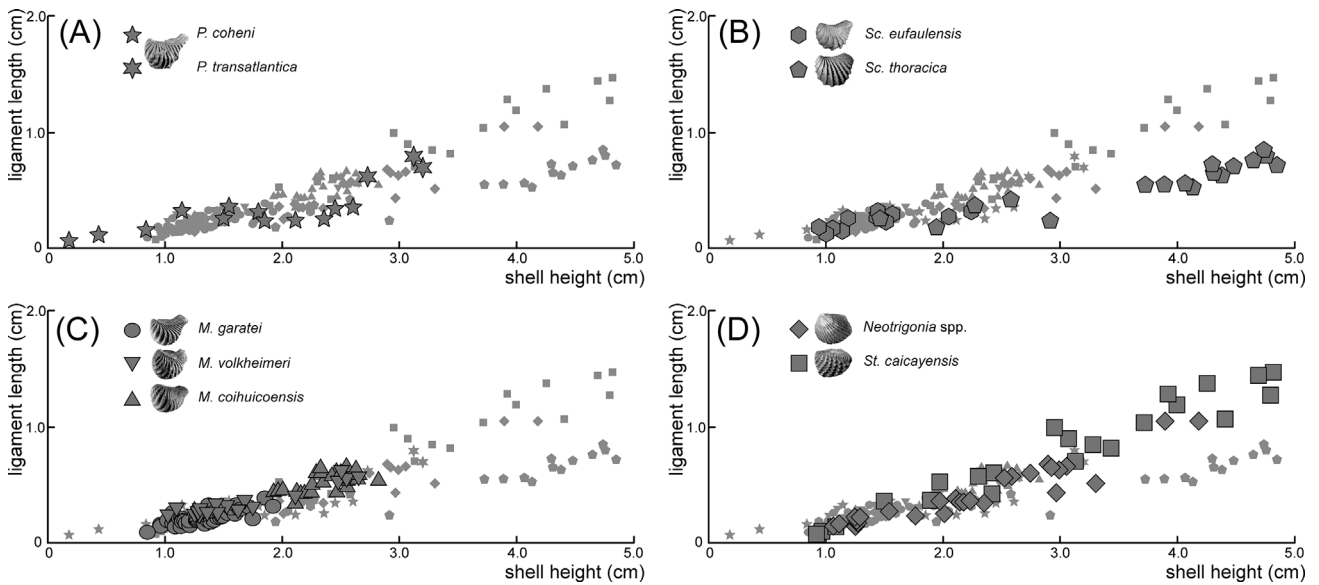 (A)
P. coheni
P. transatlantica
ligament length (cm)
2.0
1.0
0
1.0
2.0
3.0
4.0
5.0
shell height (cm)
(B)
Sc. eufaulensis
Sc. thoracica
ligament length (cm)
2.0
1.0
0
0
1.0
2.0
3.0
4.0
5.0
shell height (cm)
(C)
M. garatei
M. volkheimeri
M. coihuicoensis
ligament length (cm)
2.0
1.0
0
1.0
2.0
3.0
4.0
5.0
shell height (cm)
(D)
Neotrigonia spp.
St. caicayensis
ligament length (cm)
2.0
1.0
0
0
1.0
2.0
3.0
4.0
5.0
shell height (cm)